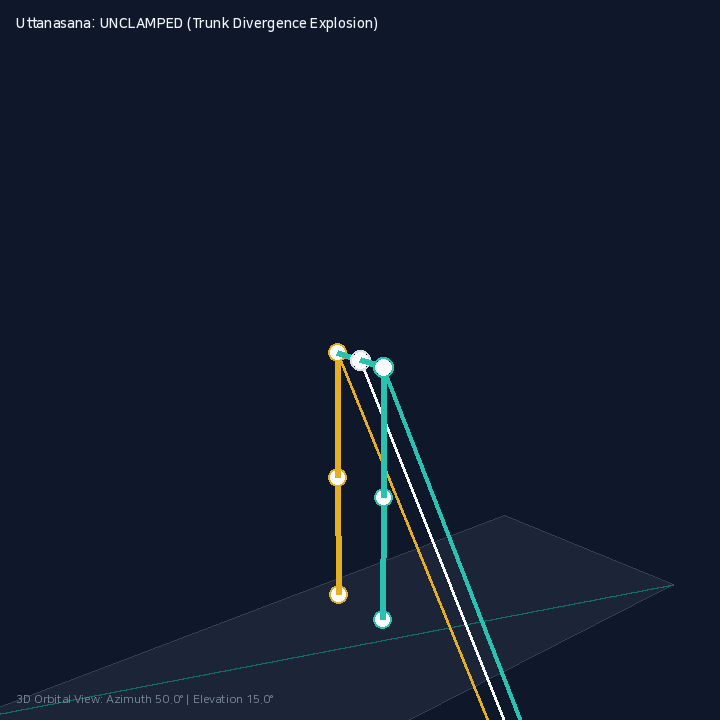 Uttanasana: UNCLAMPED (Trunk Divergence Explosion)
3D Orbital View: Azimuth 50.0° | Elevation 15.0°